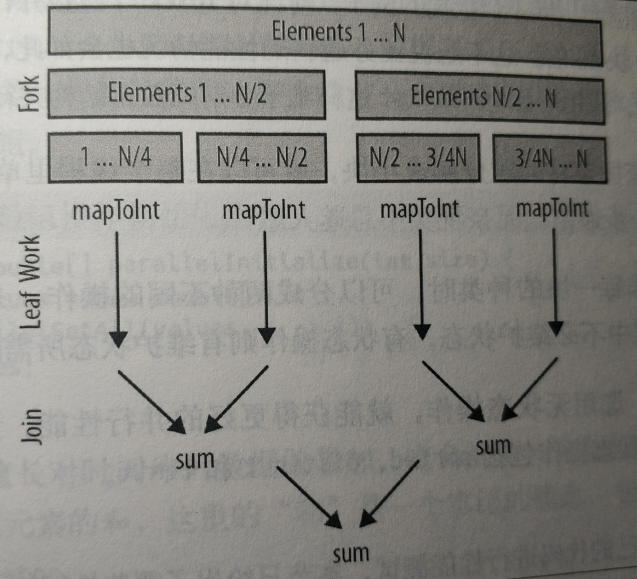 Elements 1 ... N
Fork
Elements 1 ... N/2
Elements N/2 ... N
1 ... N/4
N/4 ... N/2
N/2 ... 3/4N
3/4N ... N
mapToInt
mapToInt
mapToInt
mapToInt
Leaf Work
Join
sum
sum
sum